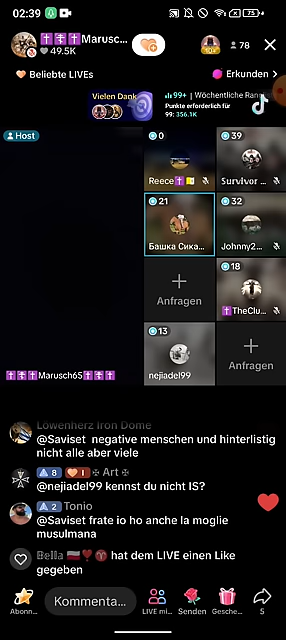 02:39
75
✝✝✝Marusch...
49.5K
78
Beliebte LIVEs
Erkunden >
Vielen Dank
99+ | Wöchentliche Ran
Punkte erforderlich für
99: 356.1K
Host
0
Reece✝
39
Survivor ...
21
Башка Сика...
32
Johnny2...
Anfragen
18
✝TheClu...
13
nejiadel99
Anfragen
✝✝✝Marusch65✝✝✝
Löwenherz Iron Dome
@Saviset negative menschen und hinterlistig
nicht alle aber viele
8 1 ✠ Art ✠
@nejiadel99 kennst du nicht IS?
2 Tonio
@Saviset frate io ho anche la moglie
musulmana
𝔹𝕖𝕝𝕝𝕒 🇵🇱❤️♈ hat dem LIVE einen Like
gegeben
Abonn...
Kommenta...
LIVE mi...
Senden
Gesche...
5